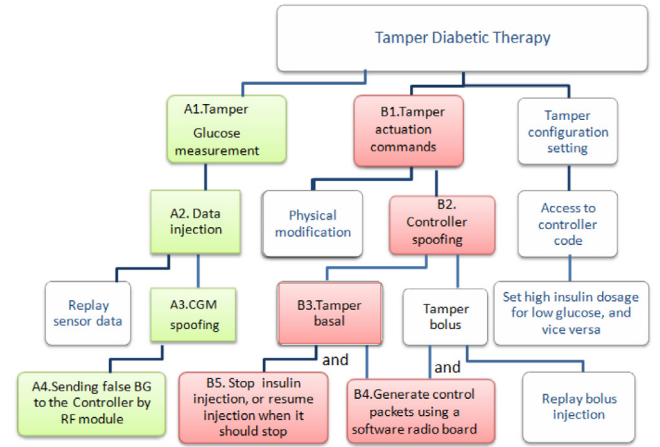 Tamper Diabetic Therapy
A1.Tamper
Glucose
measurement
B1.Tamper
actuation
commands
Tamper
configuration
setting
A2. Data
injection
Physical
modification
B2.
Controller
spoofing
Access to
controller
code
Replay
sensor data
A3.CGM
spoofing
B3.Tamper
basal
Tamper
bolus
Set high insulin dosage
for low glucose, and
vice versa
and
and
A4.Sending false BG
to the Controller by
RF module
B5. Stop insulin
injection, or resume
injection when it
should stop
B4.Generate control
packets using a
software radio board
Replay bolus
injection